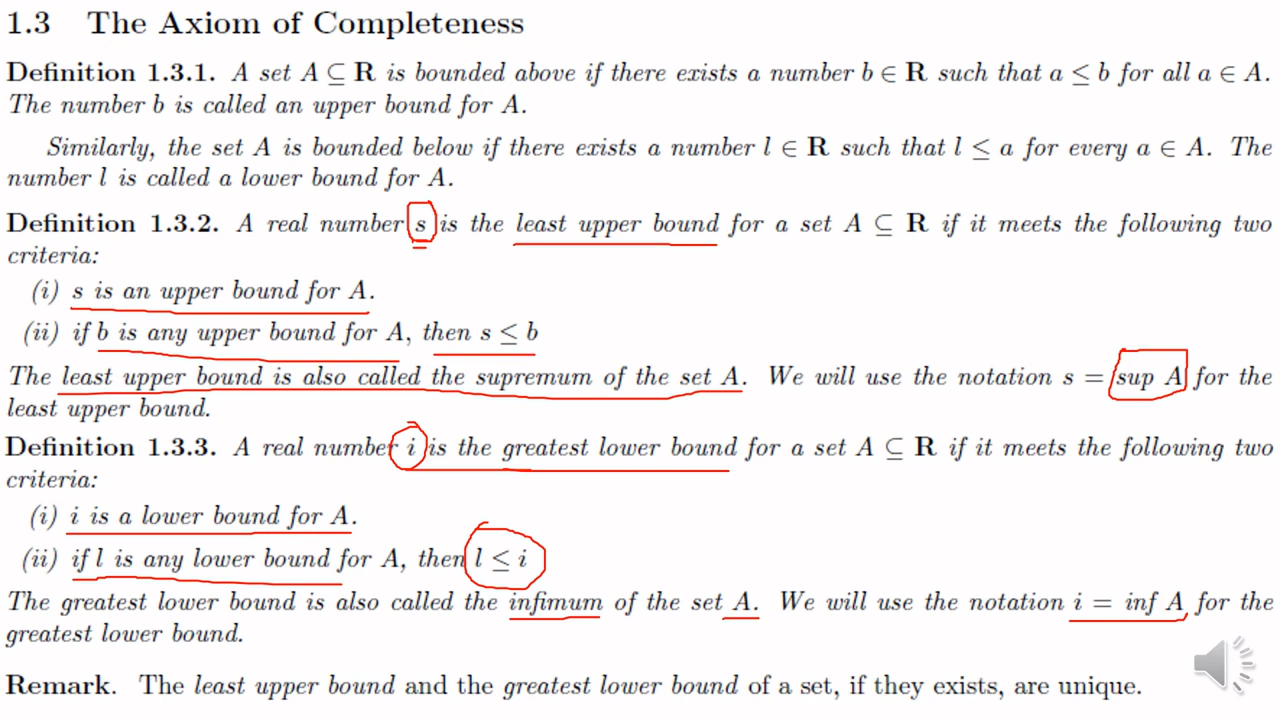 1.3 The Axiom of Completeness
Definition 1.3.1. A set A ⊆ R is bounded above if there exists a number b ∈ R such that a ≤ b for all a ∈ A.
The number b is called an upper bound for A.
Similarly, the set A is bounded below if there exists a number l ∈ R such that l ≤ a for every a ∈ A. The
number l is called a lower bound for A.
Definition 1.3.2. A real number s is the least upper bound for a set A ⊆ R if it meets the following two
criteria:
(i) s is an upper bound for A.
(ii) if b is any upper bound for A, then s ≤ b
The least upper bound is also called the supremum of the set A. We will use the notation s = sup A for the
least upper bound.
Definition 1.3.3. A real number i is the greatest lower bound for a set A ⊆ R if it meets the following two
criteria:
(i) i is a lower bound for A.
(ii) if l is any lower bound for A, then l ≤ i
The greatest lower bound is also called the infimum of the set A. We will use the notation i = inf A for the
greatest lower bound.
Remark. The least upper bound and the greatest lower bound of a set, if they exists, are unique.